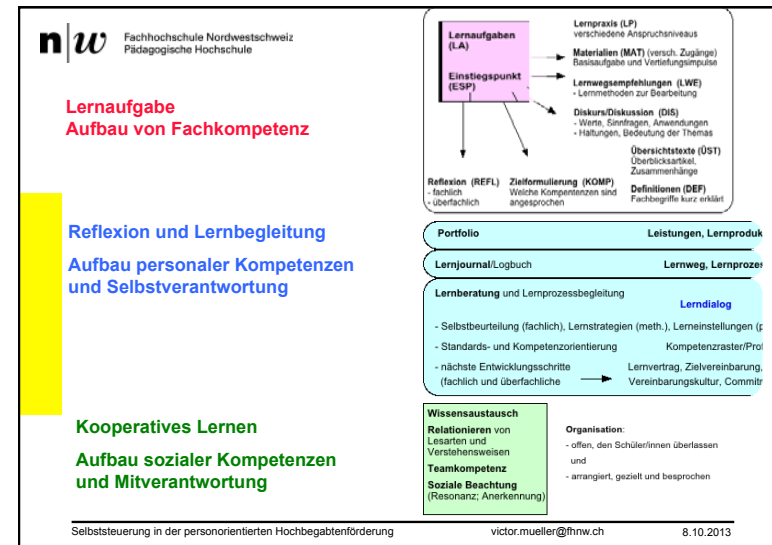 n|w Fachhochschule Nordwestschweiz
Pädagogische Hochschule
Lernaufgabe
Aufbau von Fachkompetenz
Lernaufgaben
(LA)
Einstiegspunkt
(ESP)
Lernpraxis (LP)
verschiedene Anspruchsniveaus
Materialien (MAT) (versch. Zugänge)
Basisaufgabe und Vertiefungsimpulse
Lernwegsempfehlungen (LWE)
- Lernmethoden zur Bearbeitung
Diskurs/Diskussion (DIS)
- Werte, Sinnfragen, Anwendungen
- Haltungen, Bedeutung der Themas
Übersichtstexte (ÜST)
Überblicksartikel,
Zusammenhänge
Definitionen (DEF)
Fachbegriffe kurz erklärt
Reflexion (REFL)
- fachlich
- überfachlich
Zielformulierung (KOMP)
Welche Kompentenzen sind
angesprochen
Reflexion und Lernbegleitung
Aufbau personaler Kompetenzen
und Selbstverantwortung
Portfolio Leistungen, Lernproduk
Lernjournal/Logbuch Lernweg, Lernprozes
Lernberatung und Lernprozessbegleitung
Lerndialog
- Selbstbeurteilung (fachlich), Lernstrategien (meth.), Lerneinstellungen (p
- Standards- und Kompetenzorientierung Kompetenzraster/Prof
- nächste Entwicklungsschritte Lernvertrag, Zielvereinbarung,
(fachlich und überfachliche Vereinbarungskultur, Commitm
Kooperatives Lernen
Aufbau sozialer Kompetenzen
und Mitverantwortung
Wissensaustausch
Relationieren von
Lesarten und
Verstehensweisen
Teamkompetenz
Soziale Beachtung
(Resonanz; Anerkennung)
Organisation:
- offen, den Schüler/innen überlassen
und
- arrangiert, gezielt und besprochen
Selbststeuerung in der personorientierten Hochbegabtenförderung victor.mueller@fhnw.ch 8.10.2013